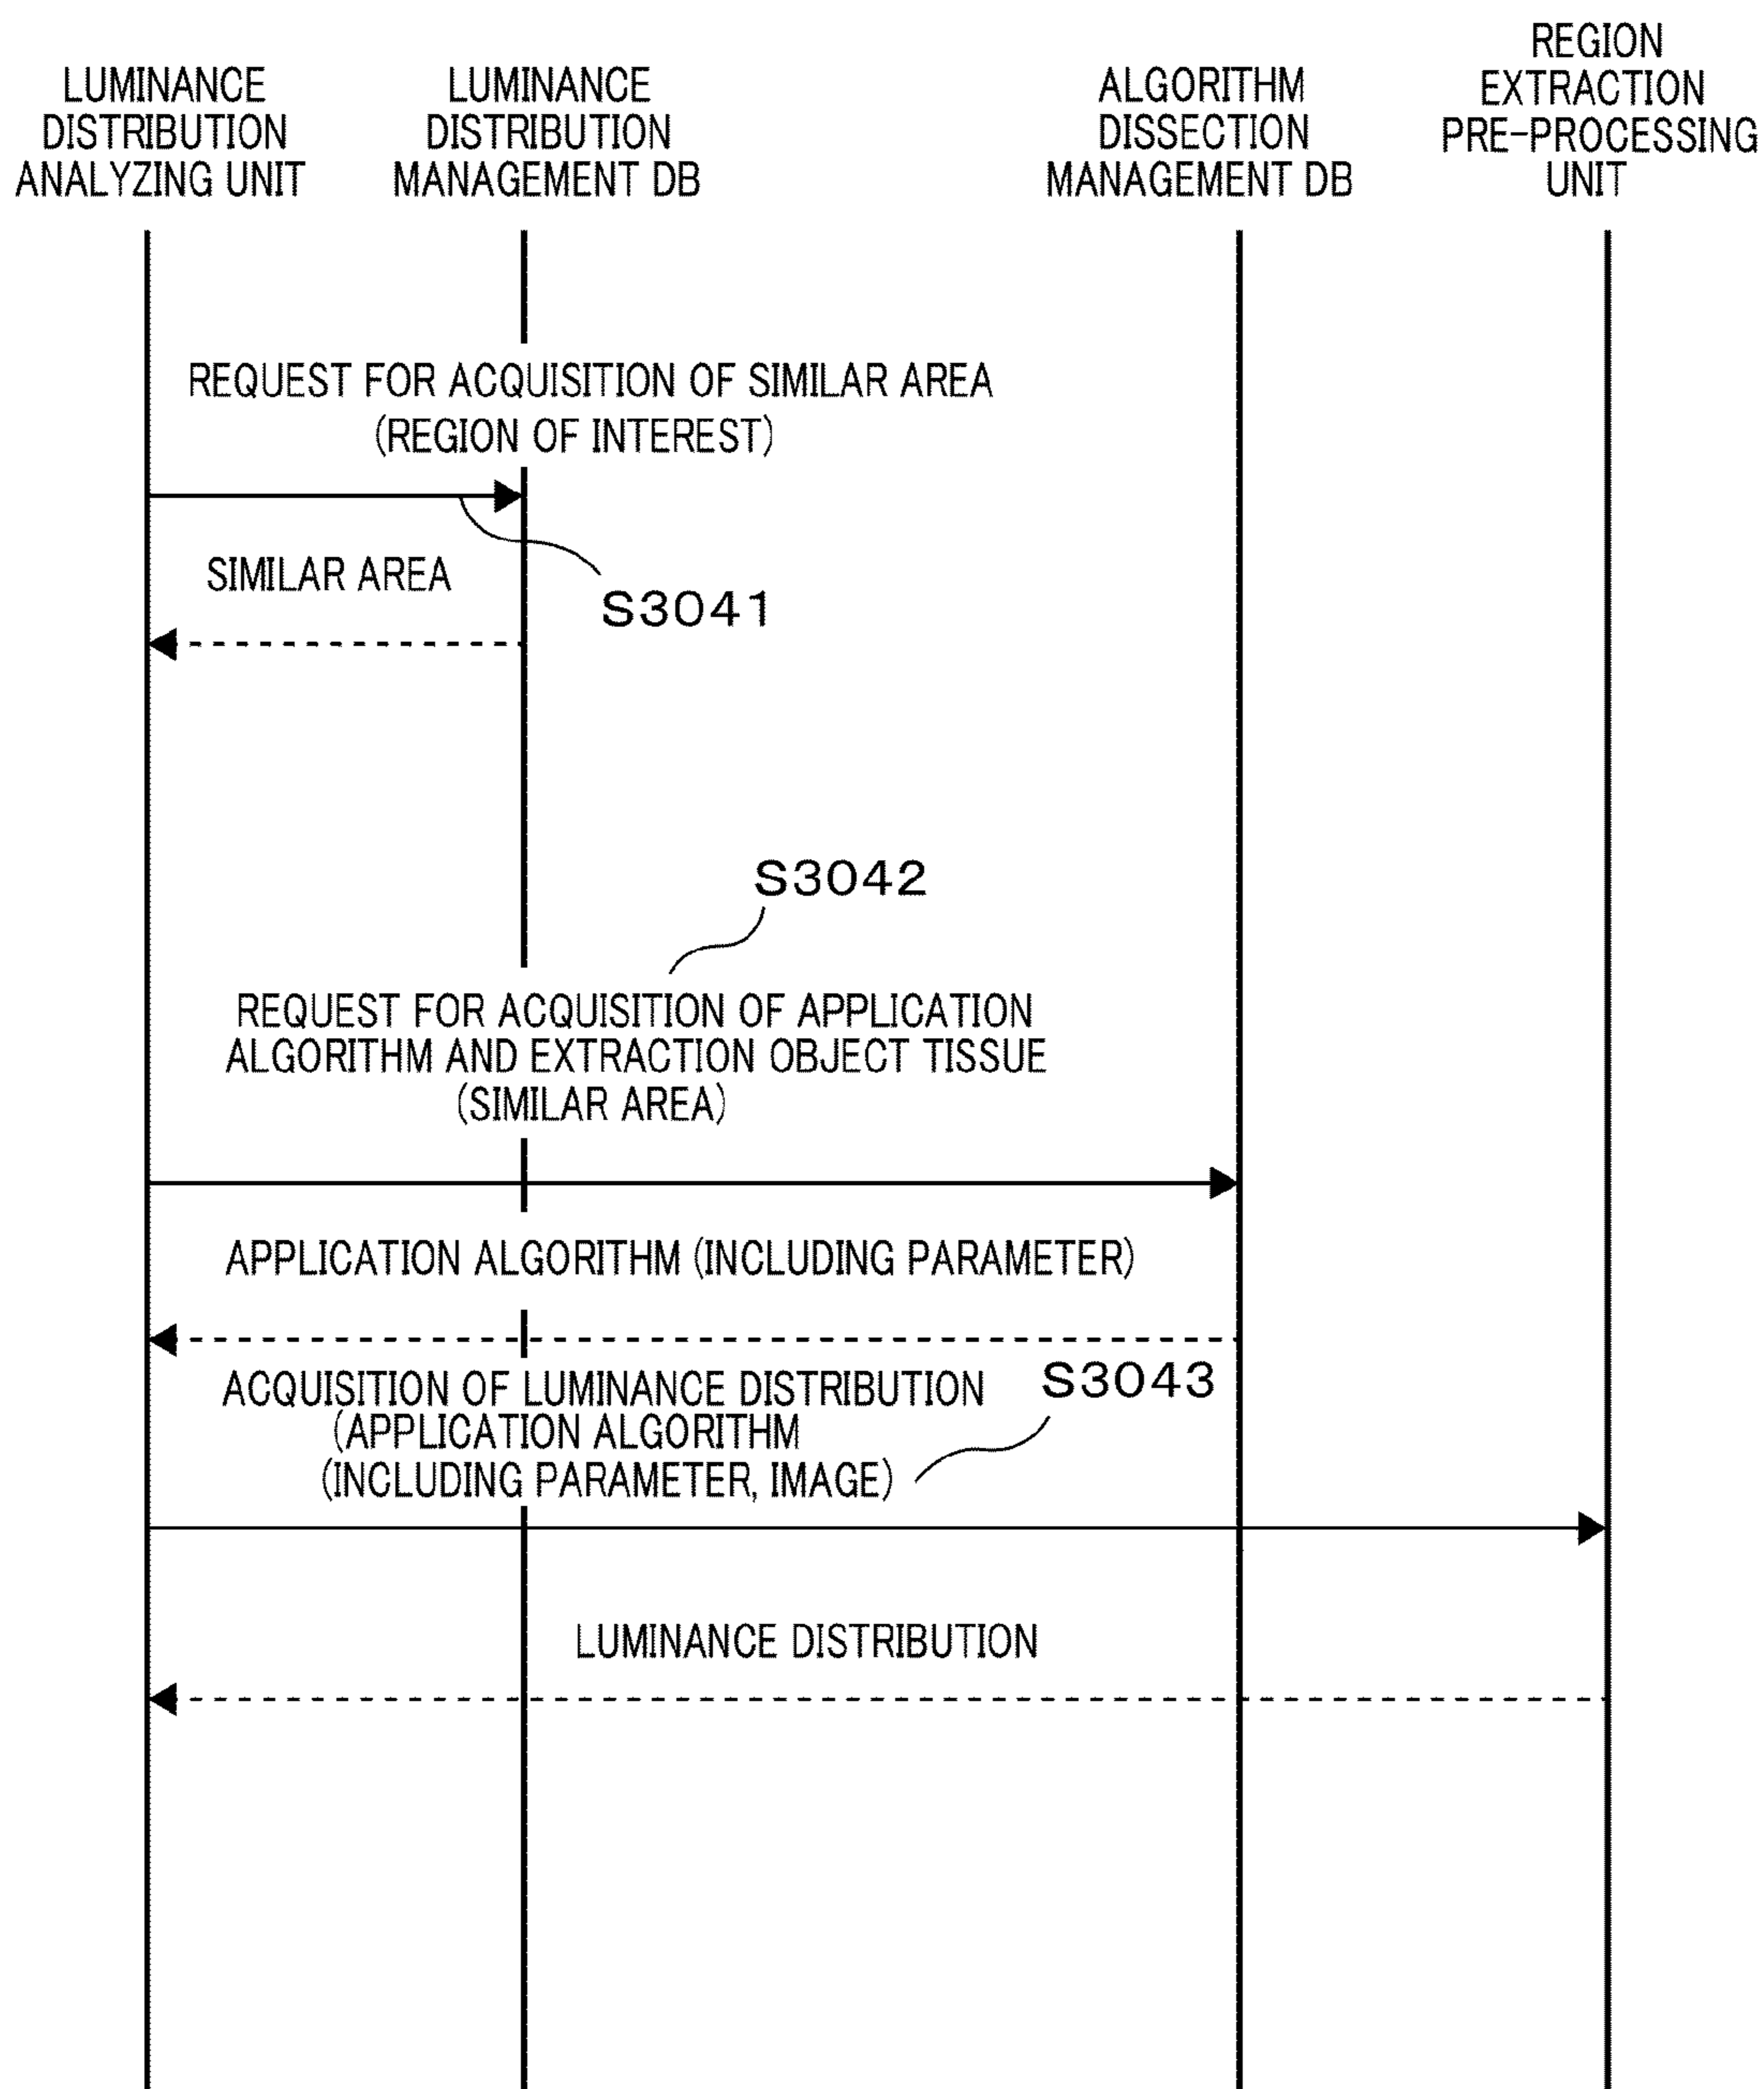 LUMINANCE
DISTRIBUTION
ANALYZING UNIT
LUMINANCE
DISTRIBUTION
MANAGEMENT DB
ALGORITHM
DISSECTION
MANAGEMENT DB
REGION
EXTRACTION
PRE-PROCESSING
UNIT
REQUEST FOR ACQUISITION OF SIMILAR AREA
(REGION OF INTEREST)
SIMILAR AREA
S3041
S3042
REQUEST FOR ACQUISITION OF APPLICATION
ALGORITHM AND EXTRACTION OBJECT TISSUE
(SIMILAR AREA)
APPLICATION ALGORITHM (INCLUDING PARAMETER)
ACQUISITION OF LUMINANCE DISTRIBUTION
(APPLICATION ALGORITHM
(INCLUDING PARAMETER, IMAGE)
S3043
LUMINANCE DISTRIBUTION